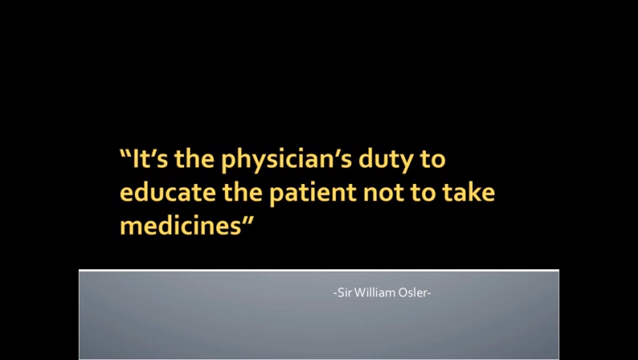 “It’s the physician’s duty to
educate the patient not to take
medicines”
-Sir William Osler-